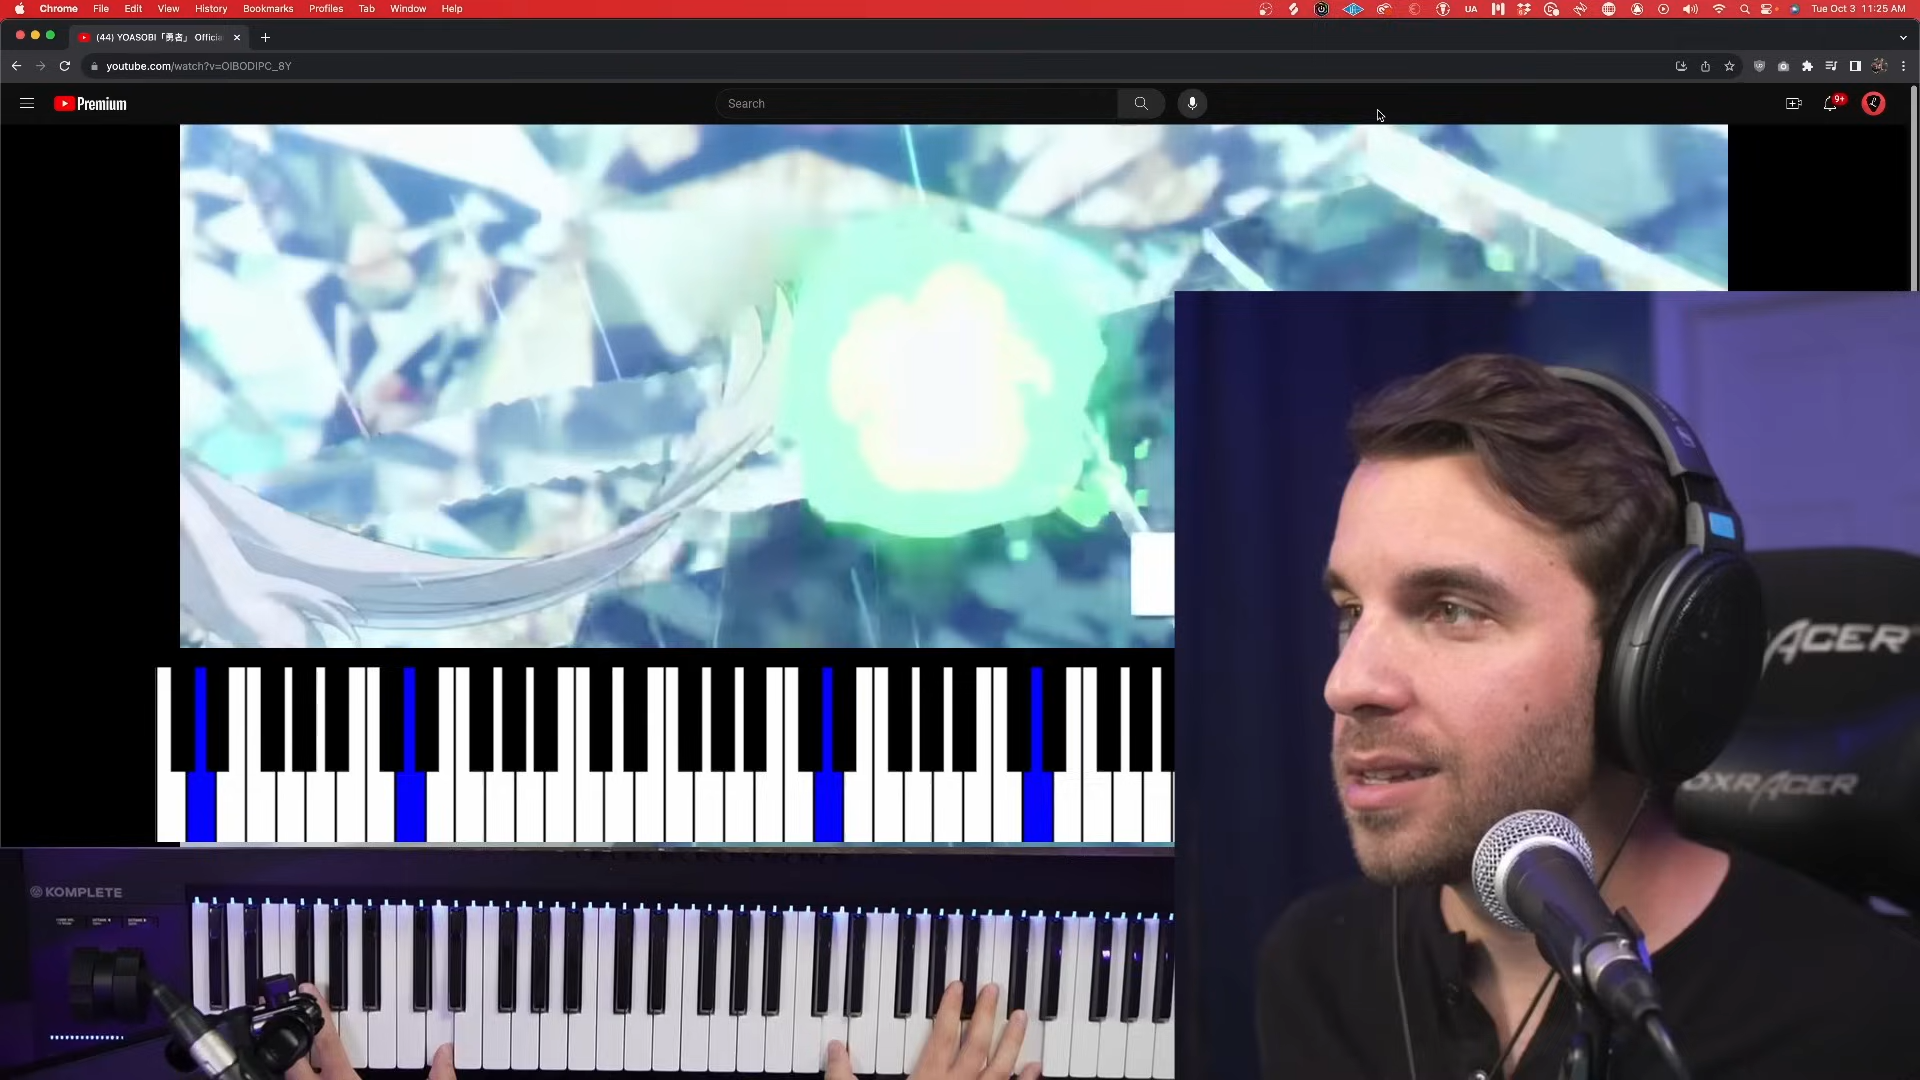 Chrome File Edit View History Bookmarks Profiles Tab Window Help
UA
Tue Oct 3 11:25 AM
(44) YOASOBI「勇者」 Officia
youtube.com/watch?v=OIBODIPC_8Y
Premium
Search
9+
KOMPLETE
ACER
OXRACER